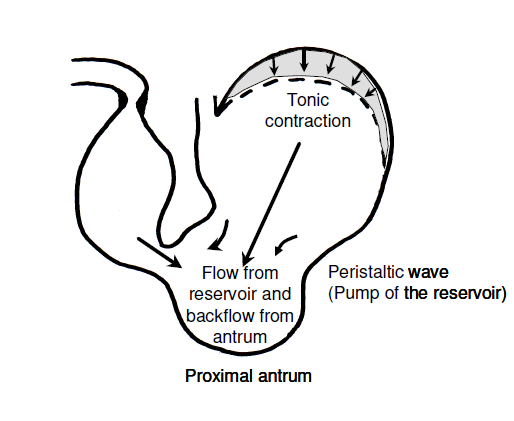 Tonic
contraction
Flow from
reservoir and
backflow from
antrum
Peristaltic wave
(Pump of the reservoir)
Proximal antrum